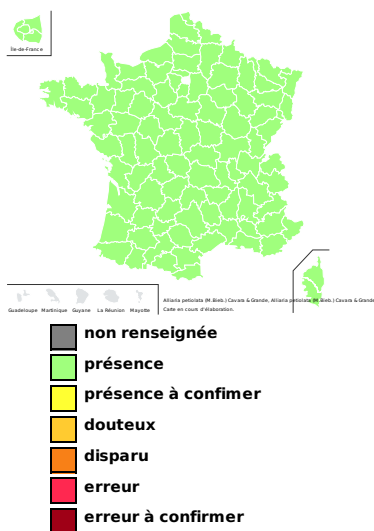 Île-de-France
Guadeloupe Martinique Guyane La Réunion Mayotte
Alliaria petiolata (M.Bieb.) Cavara & Grande, Alliaria petiolata (M.Bieb.) Cavara & Grande
Carte en cours d'élaboration.
non renseignée
présence
présence à confimer
douteux
disparu
erreur
erreur à confirmer